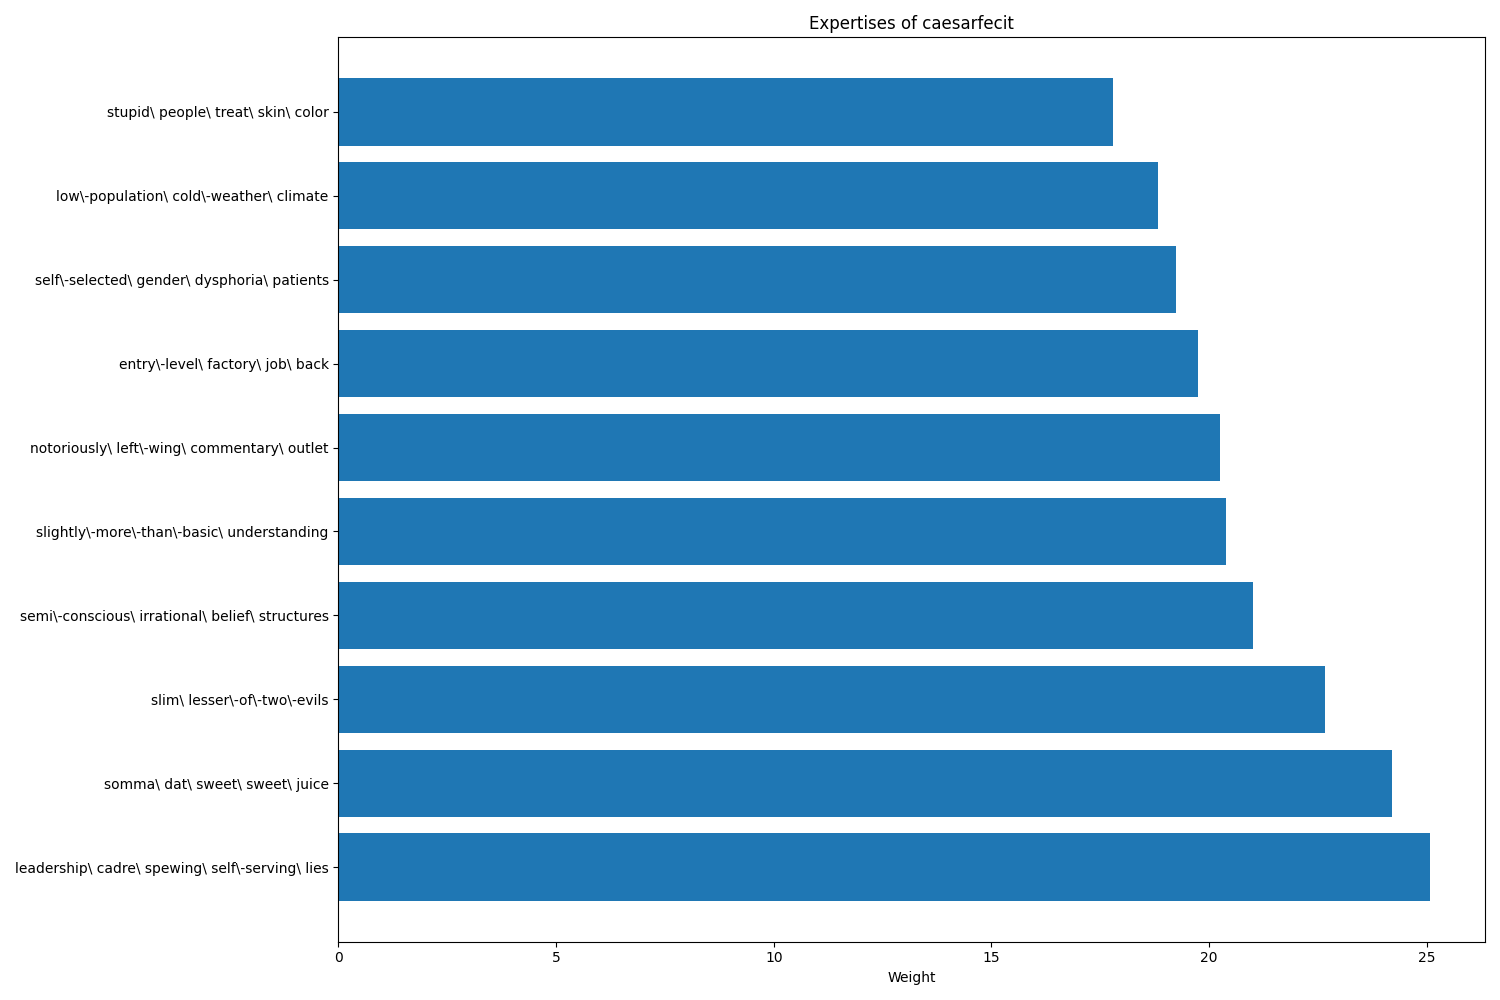 Expertises of caesarfecit
stupid\ people\ treat\ skin\ color
low\-population\ cold\-weather\ climate
self\-selected\ gender\ dysphoria\ patients
entry\-level\ factory\ job\ back
notoriously\ left\-wing\ commentary\ outlet
slightly\-more\-than\-basic\ understanding
semi\-conscious\ irrational\ belief\ structures
slim\ lesser\-of\-two\-evils
somma\ dat\ sweet\ sweet\ juice
leadership\ cadre\ spewing\ self\-serving\ lies
0 5 10 15 20 25
Weight